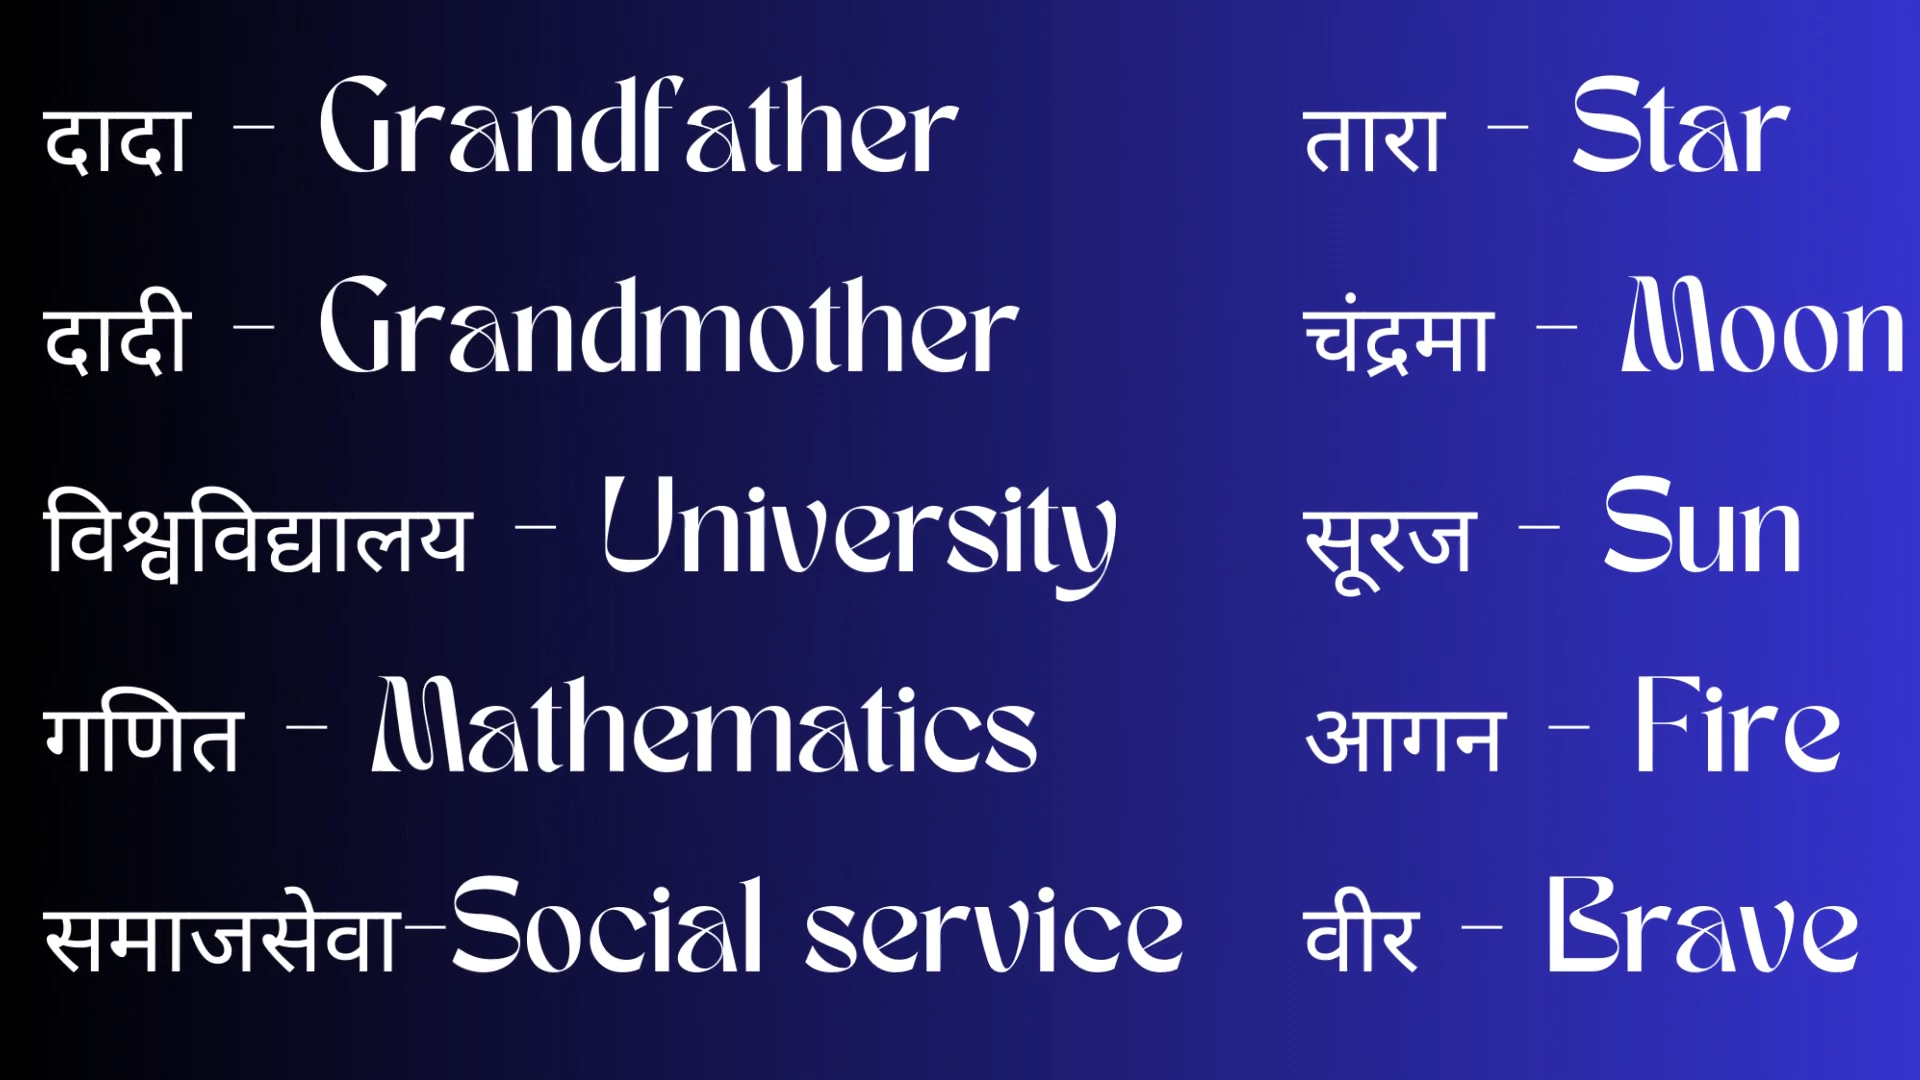 दादा - Grandfather
दादी - Grandmother
विश्वविद्यालय - University
गणित - Mathematics
समाजसेवा-Social service
तारा - Star
चंद्रमा - Moon
सूरज - Sun
आगन - Fire
वीर - Brave